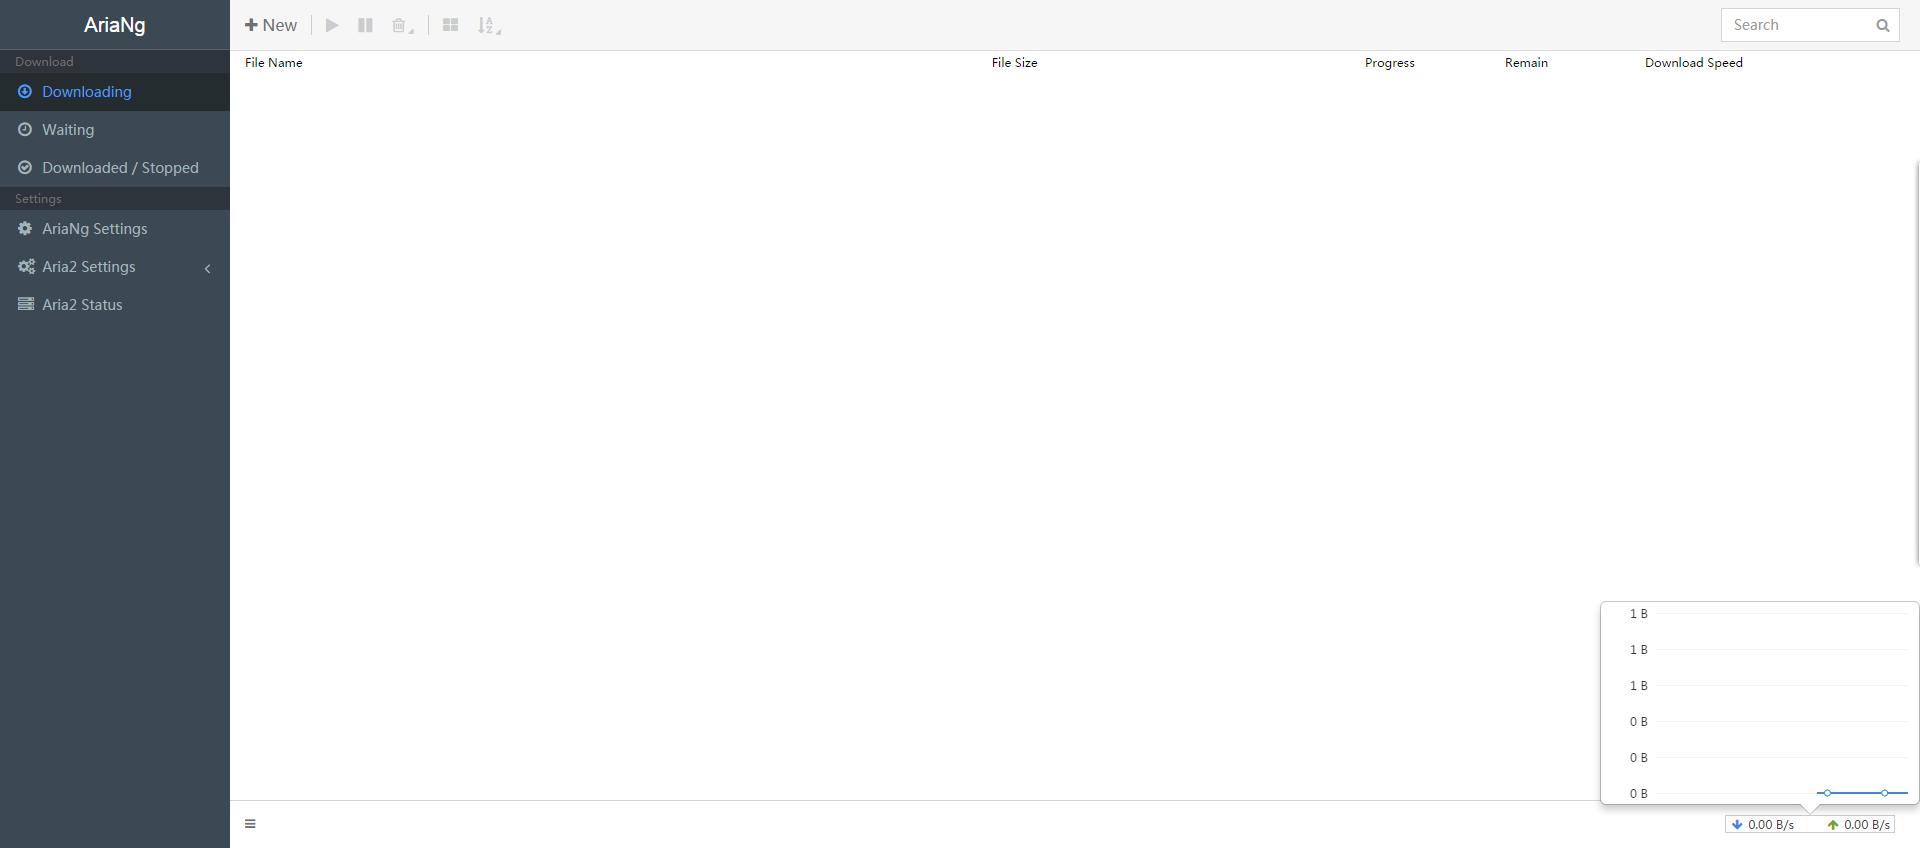 AriaNg
Download
Downloading
Waiting
Downloaded / Stopped
Settings
AriaNg Settings
Aria2 Settings
Aria2 Status
New
Search
File Name File Size Progress Remain Download Speed
1 B
1 B
1 B
0 B
0 B
0 B
0.00 B/s 0.00 B/s